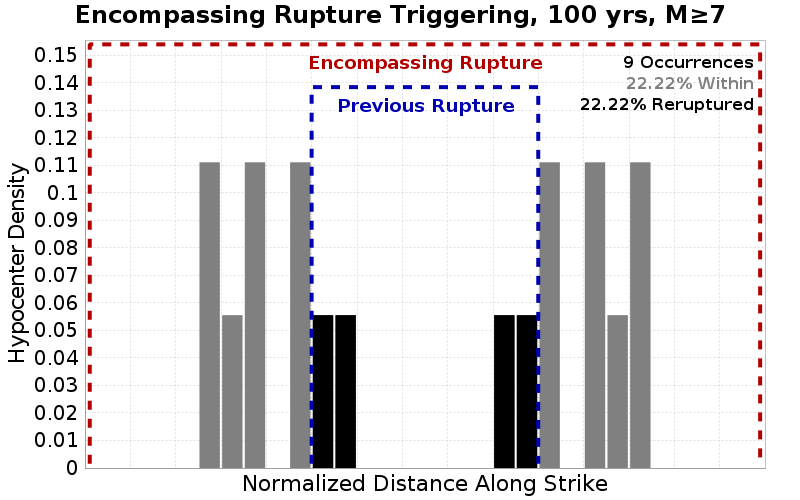 Encompassing Rupture Triggering, 100 yrs, M≥7
Encompassing Rupture
Previous Rupture
9 Occurrences
22.22% Within
22.22% Reruptured
Hypocenter Density
0.15
0.14
0.13
0.12
0.11
0.1
0.09
0.08
0.07
0.06
0.05
0.04
0.03
0.02
0.01
0
Normalized Distance Along Strike